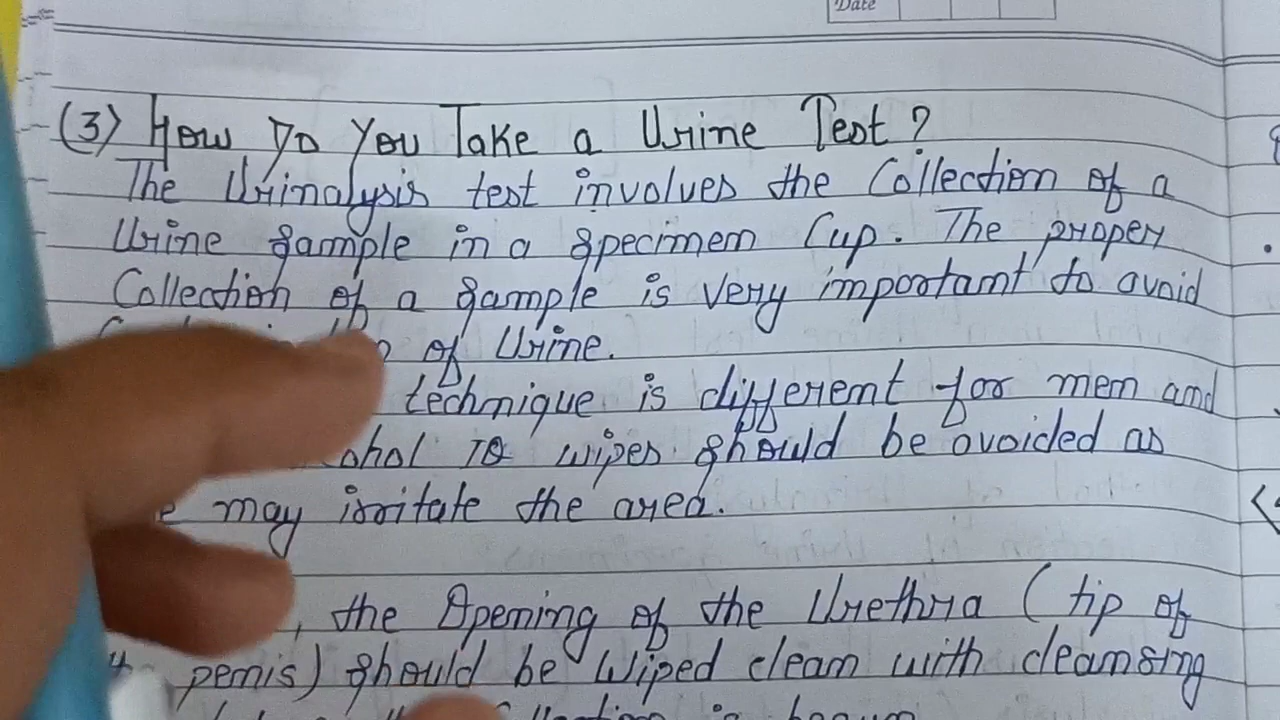 Date
(3) How Do You Take a Urine Test?
The Urinalysis test involves the Collection of a
Urine sample in a specimen Cup. The proper
Collection of a sample is very important to avoid
of Urine.
technique is different for men and
wipes should be avoided as
may irritate the area.
, the Opening of the Urethra ( tip of
penis) should be wiped clean with cleansing